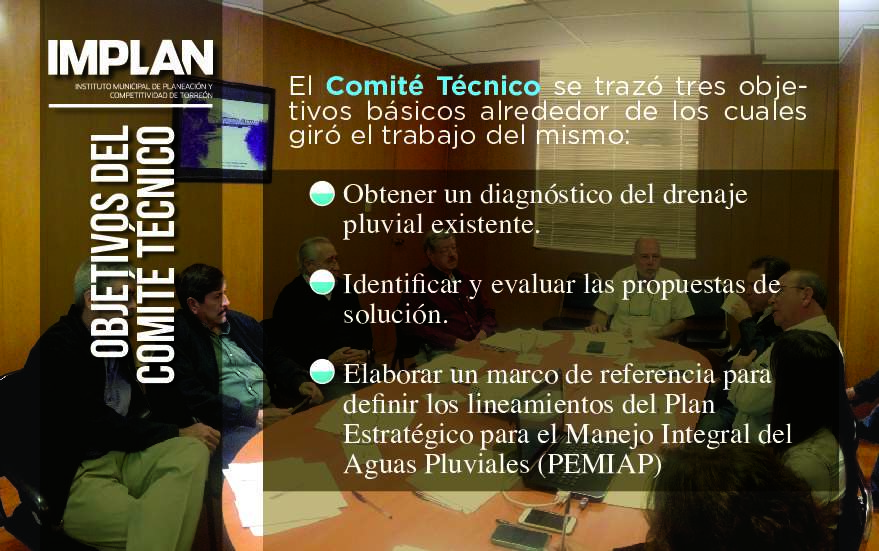 IMPLAN
INSTITUTO MUNICIPAL DE PLANEACIÓN Y
COMPETITIVIDAD DE TORREÓN
OBJETIVOS DEL
COMITÉ TÉCNICO
El Comité Técnico se trazó tres obje-
tivos básicos alrededor de los cuales
giró el trabajo del mismo:
Obtener un diagnóstico del drenaje
pluvial existente.
Identificar y evaluar las propuestas de
solución.
Elaborar un marco de referencia para
definir los lineamientos del Plan
Estratégico para el Manejo Integral del
Aguas Pluviales (PEMIAP)